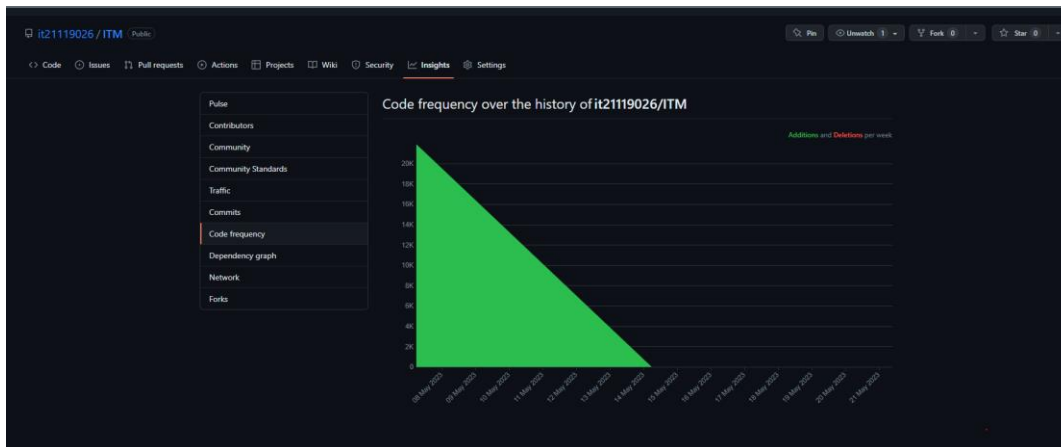 it21119026 / ITM Public
Pin Unwatch 1 Fork 0 Star 0
Code Issues Pull requests Actions Projects Wiki Security Insights Settings
Pulse
Contributors
Community
Community Standards
Traffic
Commits
Code frequency
Dependency graph
Network
Forks
Code frequency over the history of it21119026/ITM
Additions and Deletions per week
20K
18K
16K
14K
12K
10K
8K
6K
4K
2K
0
08 May 2023
09 May 2023
10 May 2023
11 May 2023
12 May 2023
13 May 2023
14 May 2023
15 May 2023
16 May 2023
17 May 2023
18 May 2023
19 May 2023
20 May 2023
21 May 2023